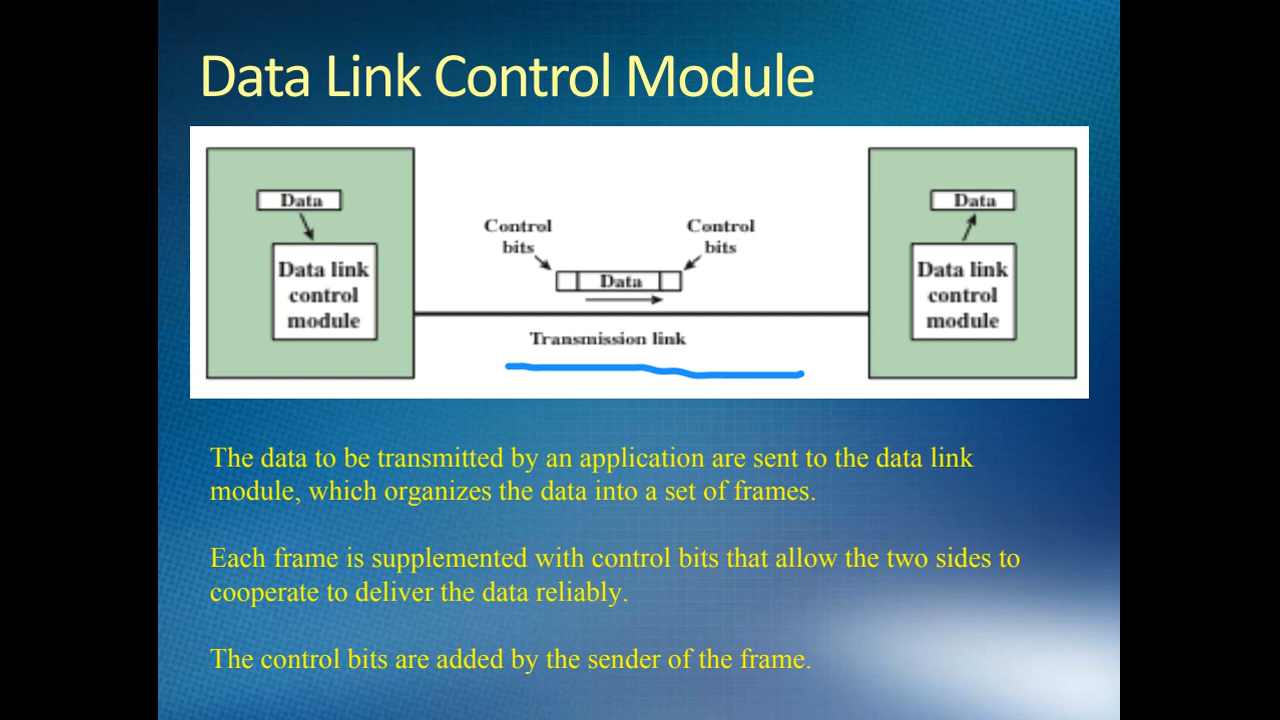 Data Link Control Module
Data
Data
Control
bits
Control
bits
Data link
control
module
Data
Data link
control
module
Transmission link
The data to be transmitted by an application are sent to the data link
module, which organizes the data into a set of frames.
Each frame is supplemented with control bits that allow the two sides to
cooperate to deliver the data reliably.
The control bits are added by the sender of the frame.